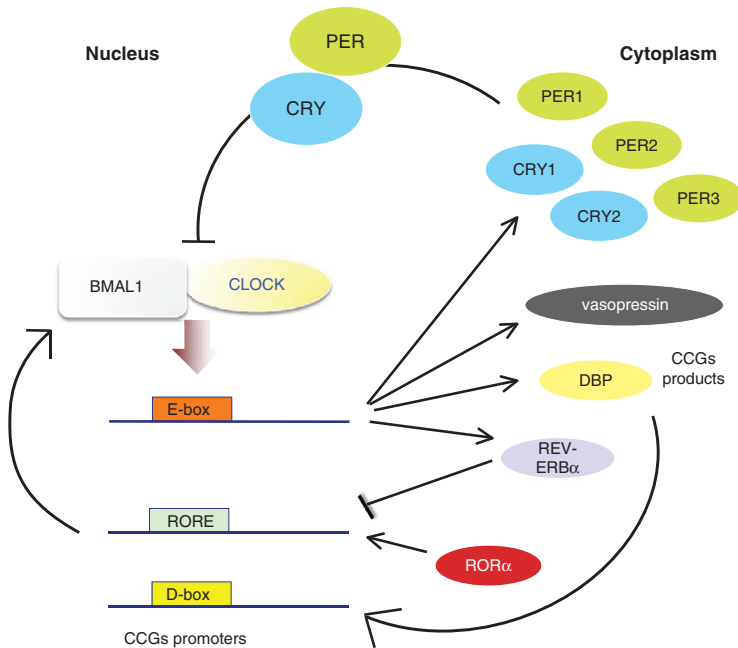 Nucleus
PER
Cytoplasm
CRY
PER1
PER2
CRY1
PER3
CRY2
BMAL1
CLOCK
vasopressin
CCGs
products
DBP
E-box
REV-
ERBα
RORE
RORα
D-box
CCGs promoters